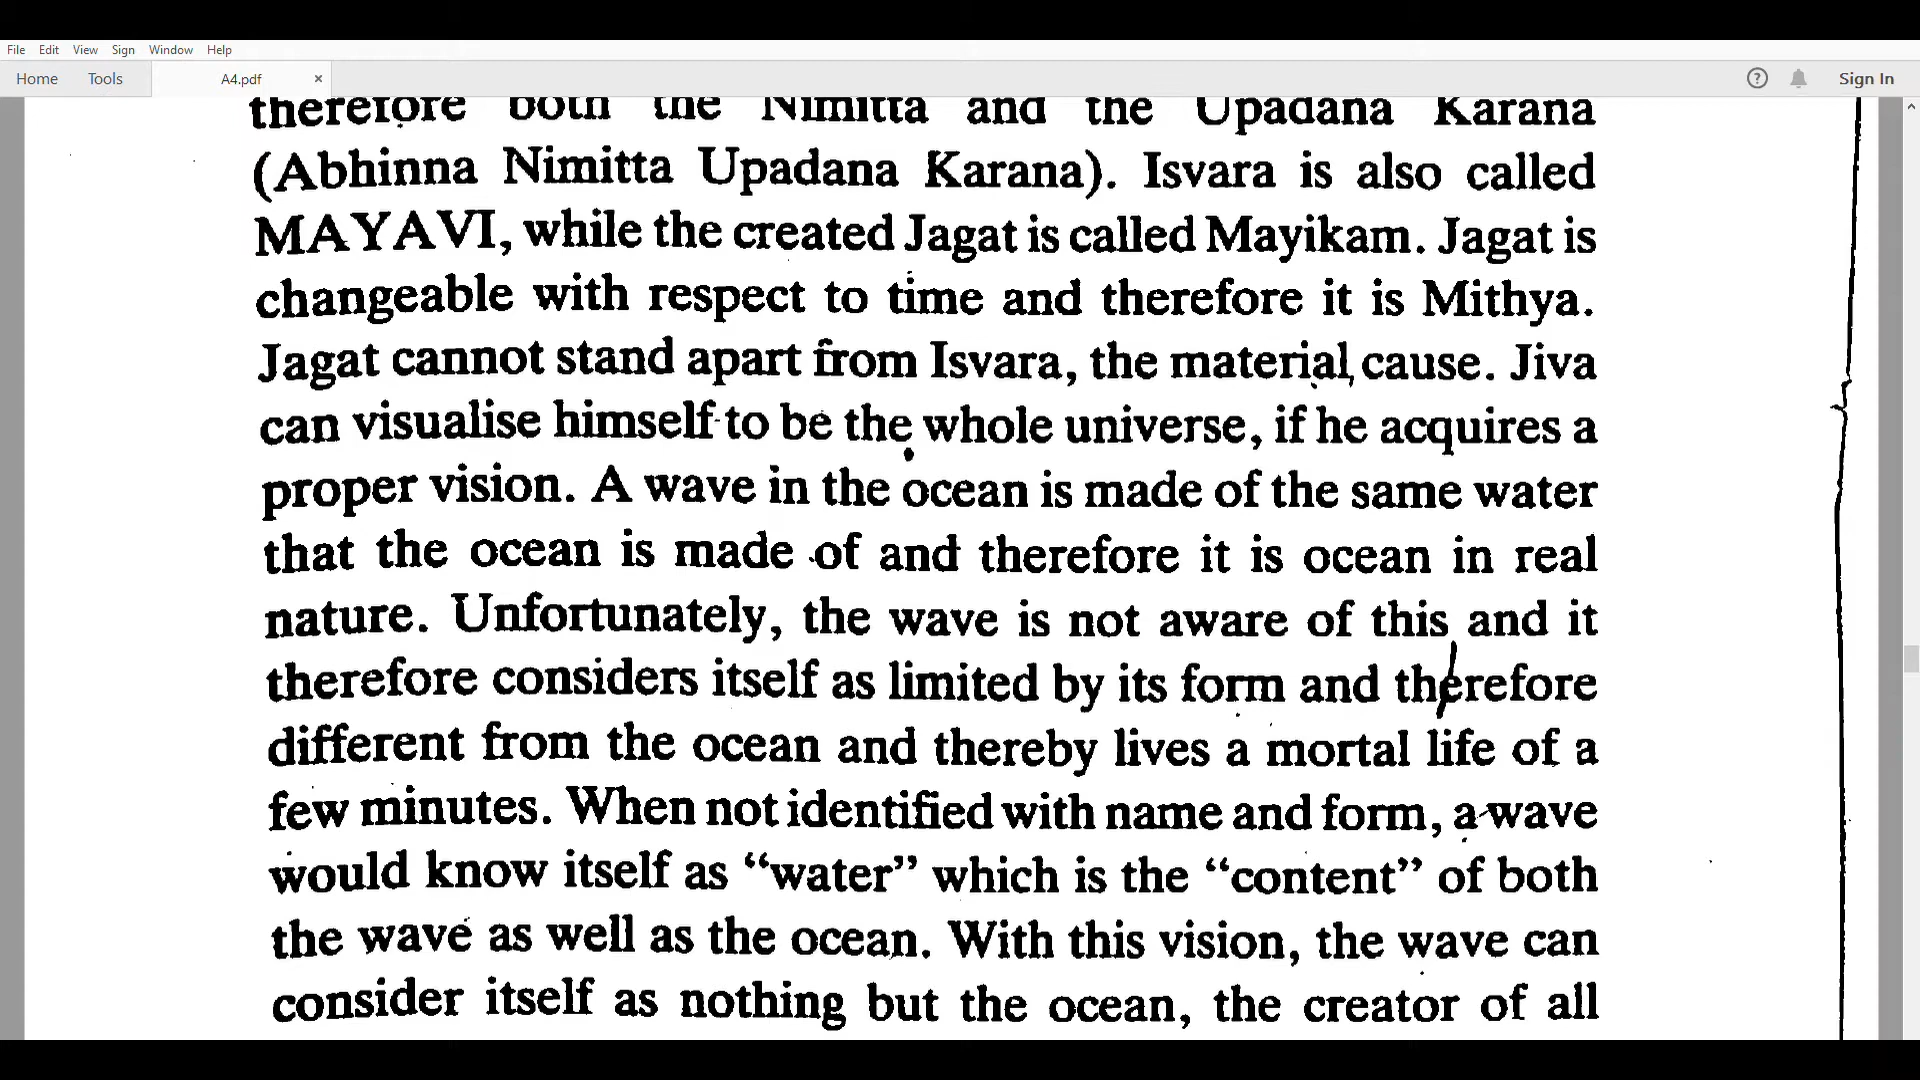 File Edit View Sign Window Help
Home Tools A4.pdf × ? Sign In
therefore both the Nimitta and the Upadana Karana
(Abhinna Nimitta Upadana Karana). Isvara is also called
MAYAVI, while the created Jagat is called Mayikam. Jagat is
changeable with respect to time and therefore it is Mithya.
Jagat cannot stand apart from Isvara, the material cause. Jiva
can visualise himself to be the whole universe, if he acquires a
proper vision. A wave in the ocean is made of the same water
that the ocean is made of and therefore it is ocean in real
nature. Unfortunately, the wave is not aware of this and it
therefore considers itself as limited by its form and therefore
different from the ocean and thereby lives a mortal life of a
few minutes. When not identified with name and form, a wave
would know itself as “water” which is the “content” of both
the wave as well as the ocean. With this vision, the wave can
consider itself as nothing but the ocean, the creator of all